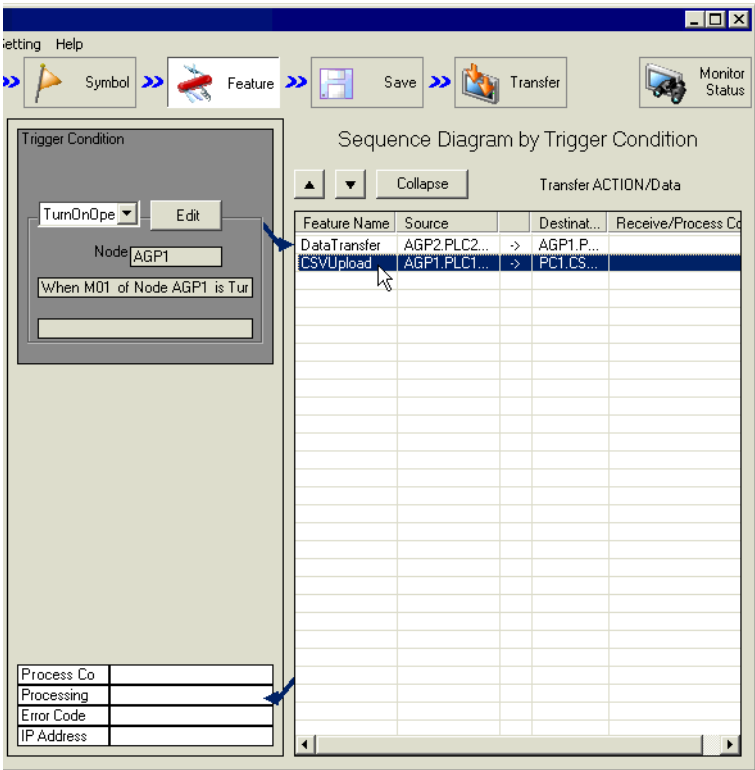 etting Help
Symbol Feature Save Transfer Monitor Status
Trigger Condition
TurnOnOpe Edit
Node AGP1
When M01 of Node AGP1 is Tur
Sequence Diagram by Trigger Condition
Collapse Transfer ACTION/Data
Feature Name Source Destinat... Receive/Process Co
DataTransfer AGP2.PLC2... -> AGP1.P...
CSVUpload AGP1.PLC1... -> PC1.CS...
Process Co
Processing
Error Code
IP Address